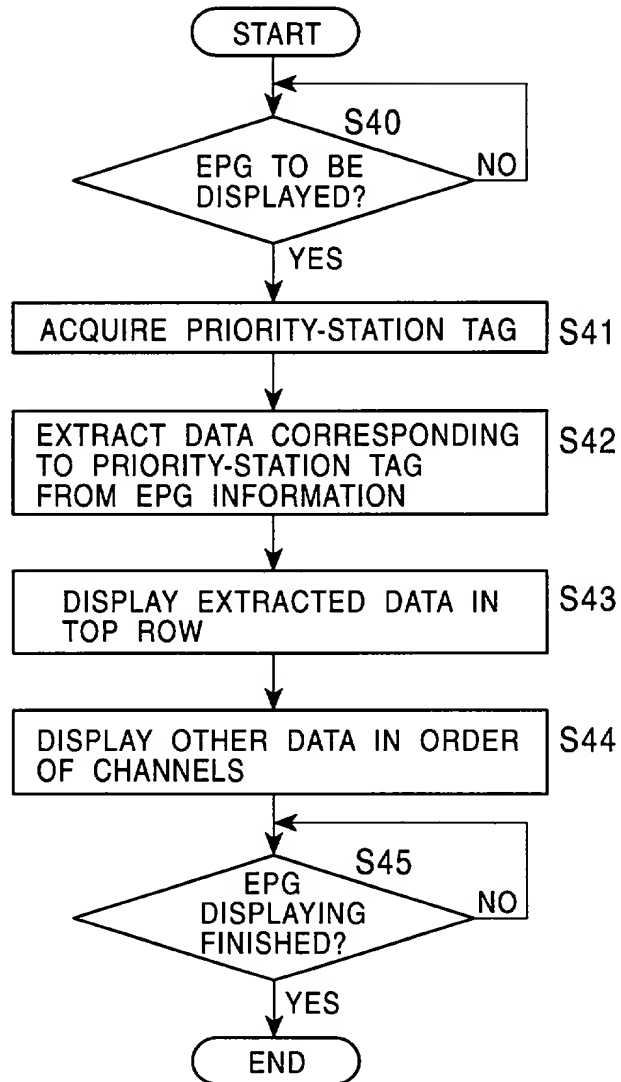 START
S40
EPG TO BE
DISPLAYED?
NO
YES
ACQUIRE PRIORITY-STATION TAG
S41
EXTRACT DATA CORRESPONDING
TO PRIORITY-STATION TAG
FROM EPG INFORMATION
S42
DISPLAY EXTRACTED DATA IN
TOP ROW
S43
DISPLAY OTHER DATA IN ORDER
OF CHANNELS
S44
S45
EPG
DISPLAYING
FINISHED?
NO
YES
END